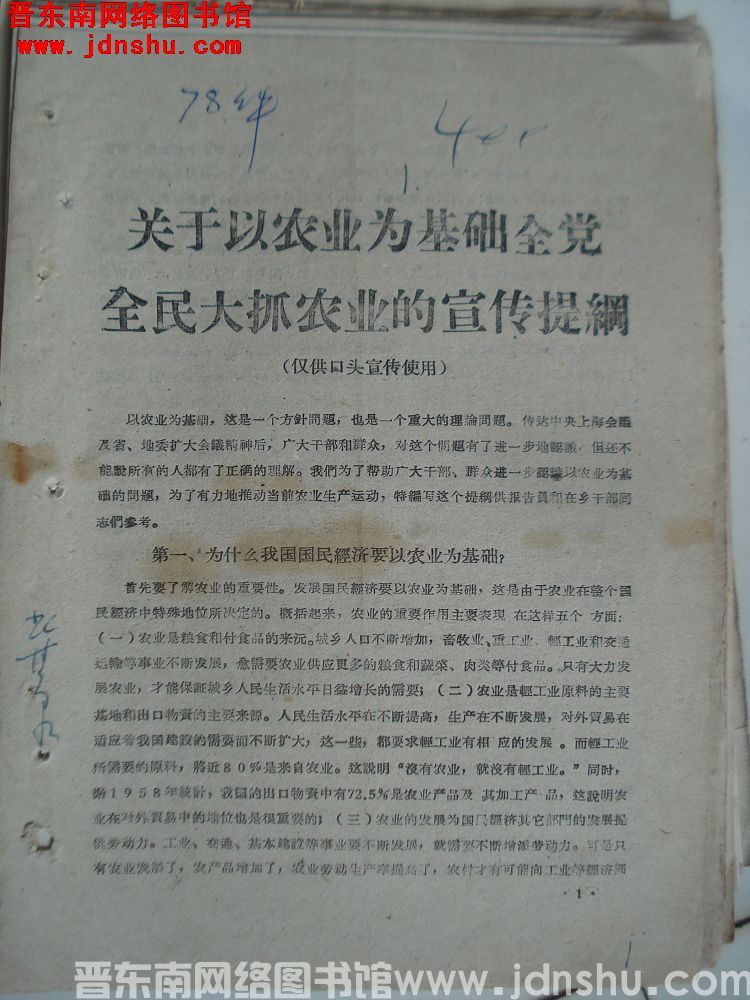 晋东南网络图书馆
www.jdnshu.com
78.
400
1.
关于以农业为基础全党
全民大抓农业的宣传提綱
（仅供口头宣传使用）
以农业为基础，这是一个方針問題，也是一个重大的理論問題。传达中央上海会議
及省、地委扩大会議精神后，广大干部和群众，对这个問題有了进一步地認識，但还不
能說所有的人都有了正确的理解。我們为了帮助广大干部、群众进一步認識以农业为基
础的問題，为了有力地推动当前农业生产运动，特編写这个提綱供报告員和在乡干部同
志們参考。
第一、为什么我国国民經济要以农业为基础？
首先要了解农业的重要性。发展国民經济要以农业为基础，这是由于农业在整个国
民經济中特殊地位所决定的。概括起来，农业的重要作用主要表现 在这样五个 方面：
（一）农业是粮食和付食品的来沅。城乡人口不断增加，畜牧业、重工业、輕工业和交通
运輸等事业不断发展，愈需要农业供应更多的粮食和蔬菜、肉类等付食品。只有大力发
展农业，才能保証城乡人民生活水平日益增长的需要；（二）农业是輕工业原料的主要
基地和出口物資的主要来源。人民生活水平在不断提高，生产在不断发展，对外貿易在
适应着我国建設的需要而不断扩大，这一些，都要求輕工业有相 应的发展 。而輕工业
所需要的原料，將近８０％是来自农业。这說明“沒有农业，就沒有輕工业。”同时，
据１９５８年統計，我国的出口物資中有72.5％是农业产品及 其加工产 品，这說明农
业在对外貿易中的地位也是很重要的；（三）农业的发展为国民經济其它部門的发展提
供劳动力。工业、交通、基本建設等事业要不断发展，就需要不断增添劳动力。可是只
有农业发展了，农产品增加了，农业劳动生产率提高了，农村才有可能向工业等經济部
·1·
晋东南网络图书馆www.jdnshu.com